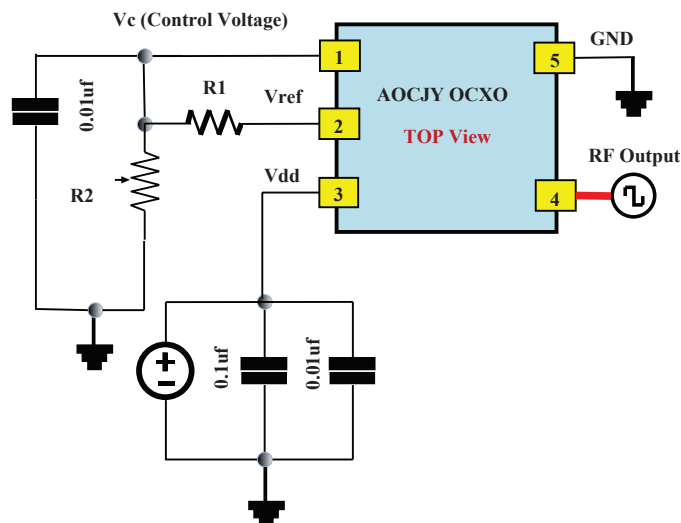 Vc (Control Voltage)
1
5
GND
0.01uf
R1
Vref
2
AOCJY OCXO
TOP View
RF Output
R2
Vdd
3
4
+
−
0.1uf
0.01uf